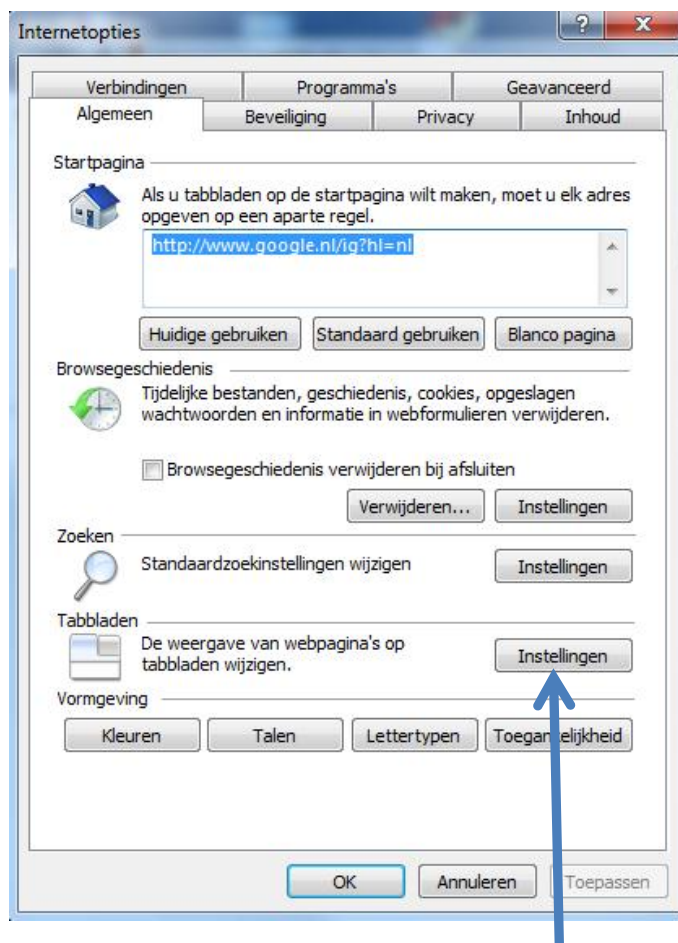 Internetopties
Verbindingen Programma's Geavanceerd
Algemeen Beveiliging Privacy Inhoud
Startpagina
Als u tabbladen op de startpagina wilt maken, moet u elk adres
opgeven op een aparte regel.
http://www.google.nl/ig?hl=nl
Huidige gebruiken Standaard gebruiken Blanco pagina
Browsegeschiedenis
Tijdelijke bestanden, geschiedenis, cookies, opgeslagen
wachtwoorden en informatie in webformulieren verwijderen.
Browsegeschiedenis verwijderen bij afsluiten
Verwijderen... Instellingen
Zoeken
Standaardzoekinstellingen wijzigen Instellingen
Tabbladen
De weergave van webpagina's op
tabbladen wijzigen.
Instellingen
Vormgeving
Kleuren Talen Lettertypen Toegankelijkheid
OK Annuleren Toepassen